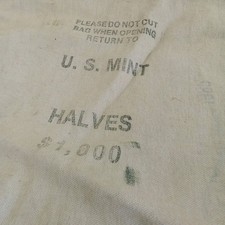 PLEASE DO NOT CUT
BAG WHEN OPENING
RETURN TO
U. S. MINT
HALVES
$1,000